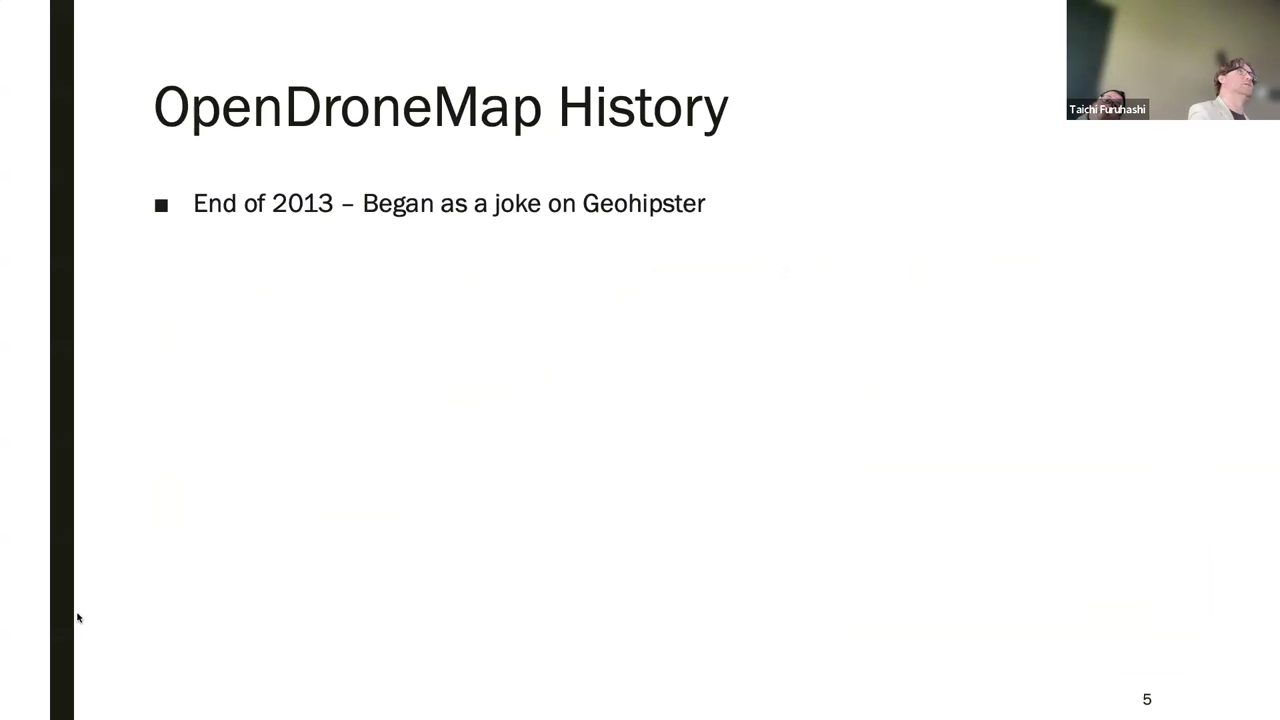 OpenDroneMap History
Taichi Furuhashi
■ End of 2013 – Began as a joke on Geohipster
5